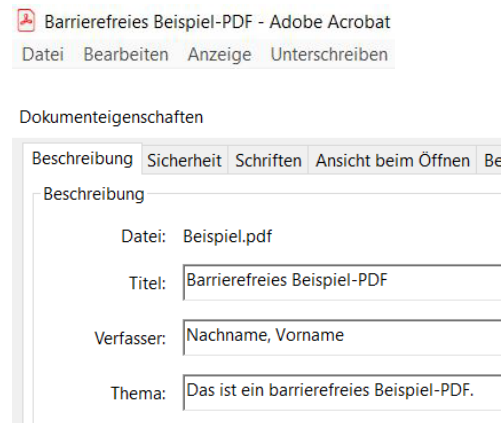 Barrierefreies Beispiel-PDF - Adobe Acrobat
Datei Bearbeiten Anzeige Unterschreiben
Dokumenteigenschaften
Beschreibung Sicherheit Schriften Ansicht beim Öffnen Be
Beschreibung
Datei: Beispiel.pdf
Titel: Barrierefreies Beispiel-PDF
Verfasser: Nachname, Vorname
Thema: Das ist ein barrierefreies Beispiel-PDF.